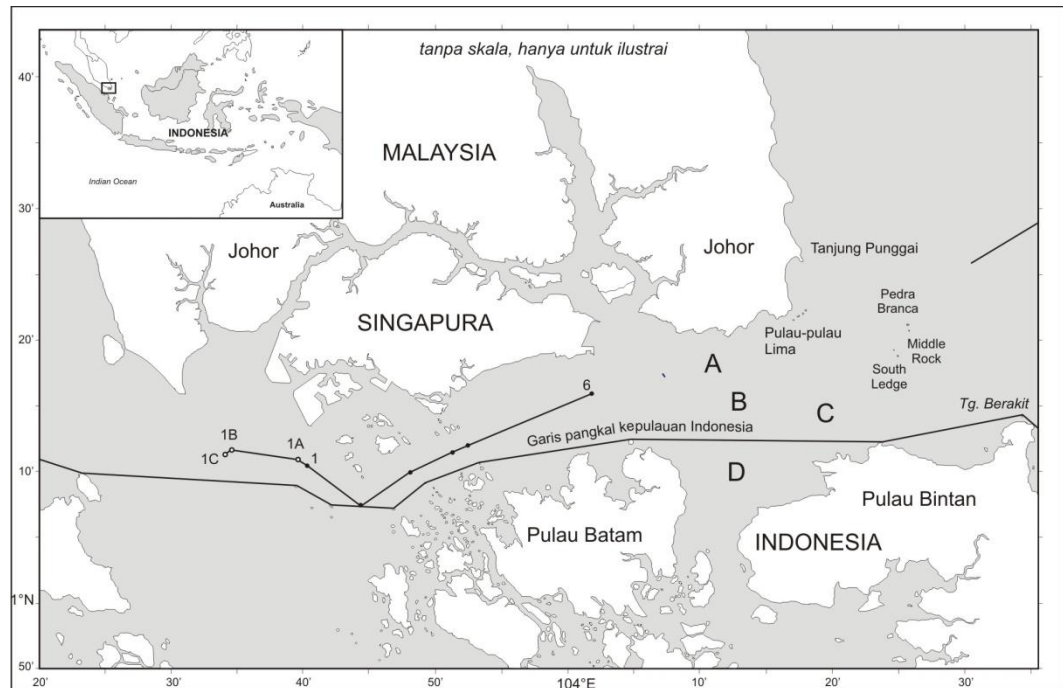 tanpa skala, hanya untuk ilustrai
INDONESIA
Indian Ocean
Australia
MALAYSIA
Johor
Johor
SINGAPURA
Tanjung Punggai
Pedra
Branca
Pulau-pulau
Lima
Middle
Rock
South
Ledge
A
B
C
D
6
Tg. Berakit
Garis pangkal kepulauan Indonesia
1B
1C
1A
1
Pulau Batam
Pulau Bintan
INDONESIA
40'
30'
20'
10'
1°N
50'
20'
30'
40'
50'
104°E
10'
20'
30'